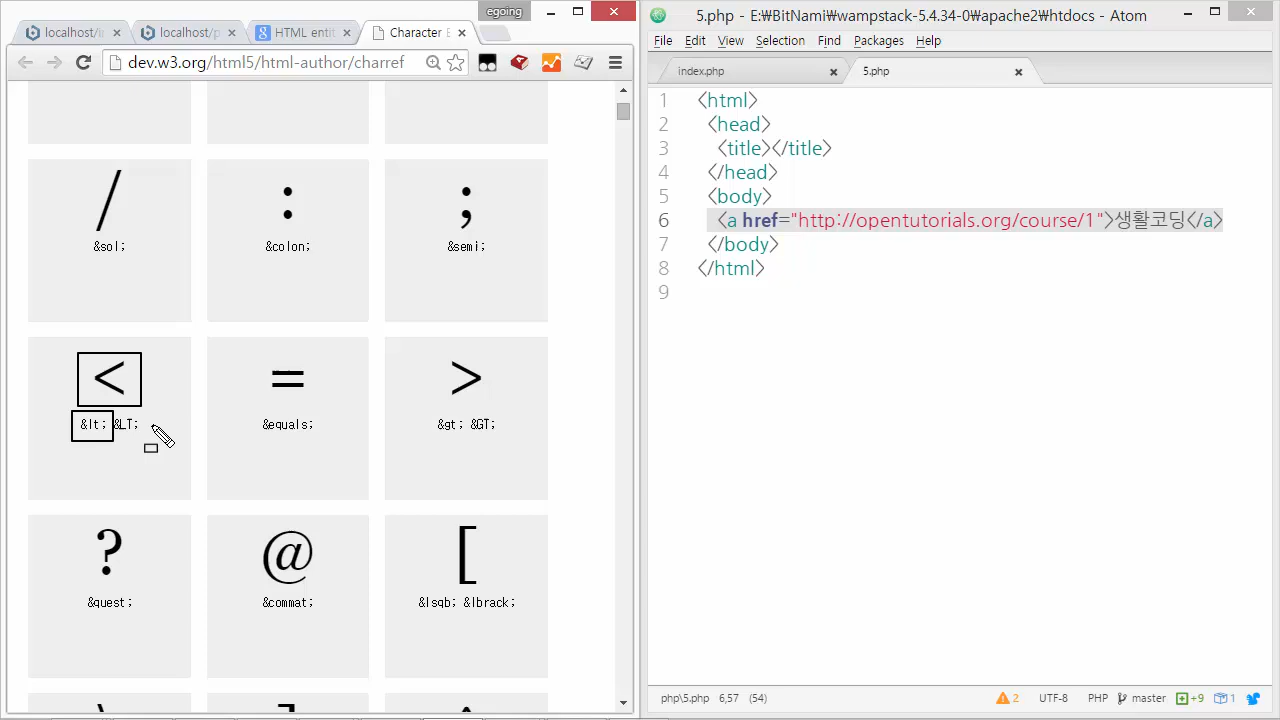 egoing
localhost/
localhost/
HTML enti
Character E
dev.w3.org/html5/html-author/charref
/
:
;
&sol;
&colon;
&semi;
<
=
>
&lt; &LT;
&equals;
&gt; &GT;
?
@
[
&quest;
&commat;
&lsqb; &lbrack;
5.php - E:₩BitNami₩wampstack-5.4.34-0₩apache2₩htdocs - Atom
File Edit View Selection Find Packages Help
index.php
5.php
1 <html>
2 <head>
3 <title></title>
4 </head>
5 <body>
6 <a href="http://opentutorials.org/course/1">생활코딩</a>
7 </body>
8 </html>
9
php\5.php 6,57 (54)
2 UTF-8 PHP master +9 1